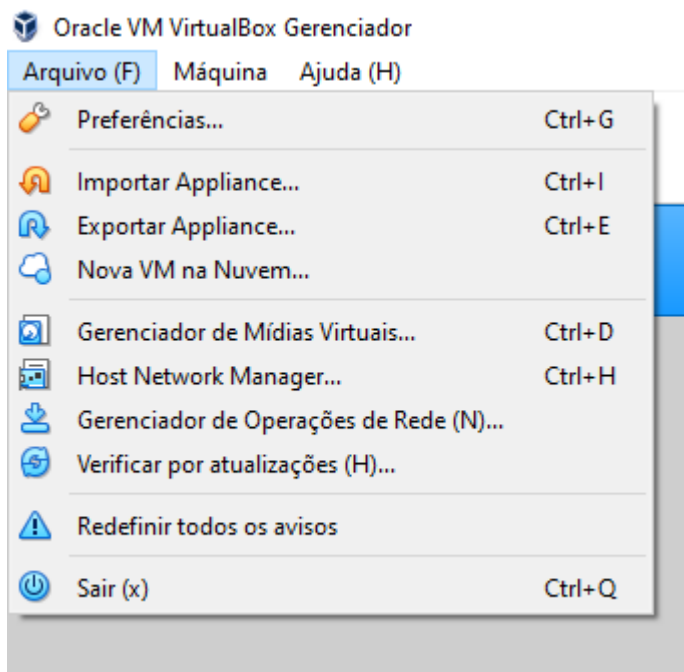 Oracle VM VirtualBox Gerenciador
Arquivo (F) Máquina Ajuda (H)
Preferências... Ctrl+G
Importar Appliance... Ctrl+I
Exportar Appliance... Ctrl+E
Nova VM na Nuvem...
Gerenciador de Mídias Virtuais... Ctrl+D
Host Network Manager... Ctrl+H
Gerenciador de Operações de Rede (N)...
Verificar por atualizações (H)...
Redefinir todos os avisos
Sair (x) Ctrl+Q